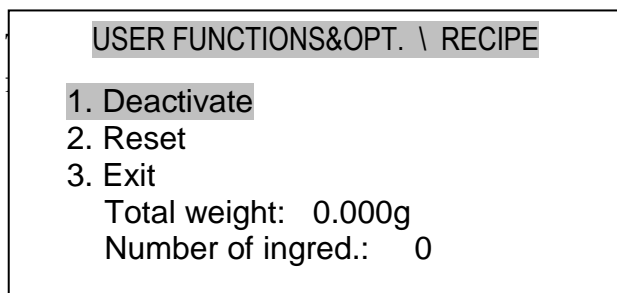 USER FUNCTIONS&OPT. \ RECIPE
1. Deactivate
2. Reset
3. Exit
Total weight: 0.000g
Number of ingred.: 0